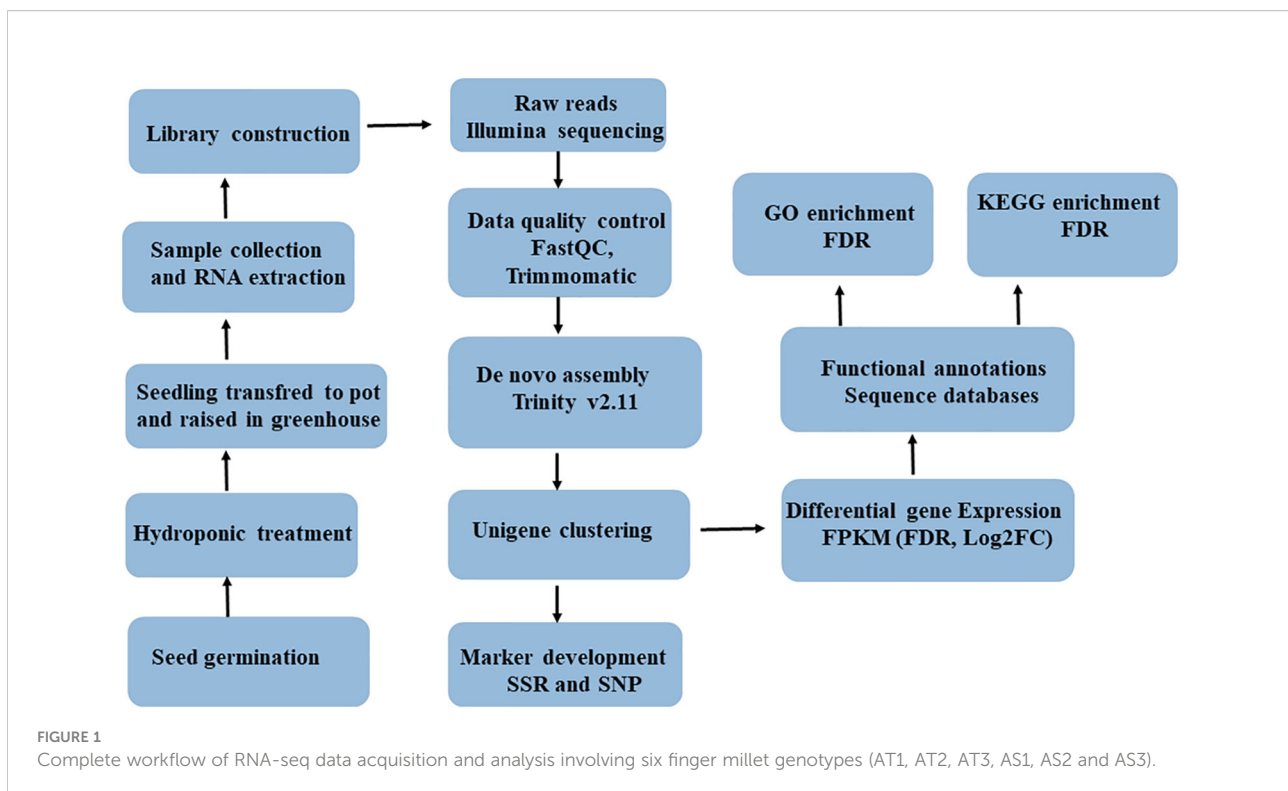 Library construction
Sample collection
and RNA extraction
Seedling transfred to pot
and raised in greenhouse
Hydroponic treatment
Seed germination
Raw reads
Illumina sequencing
Data quality control
FastQC,
Trimmomatic
De novo assembly
Trinity v2.11
Unigene clustering
Marker development
SSR and SNP
GO enrichment
FDR
KEGG enrichment
FDR
Functional annotations
Sequence databases
Differential gene Expression
FPKM (FDR, Log2FC)
FIGURE 1
Complete workflow of RNA-seq data acquisition and analysis involving six finger millet genotypes (AT1, AT2, AT3, AS1, AS2 and AS3).